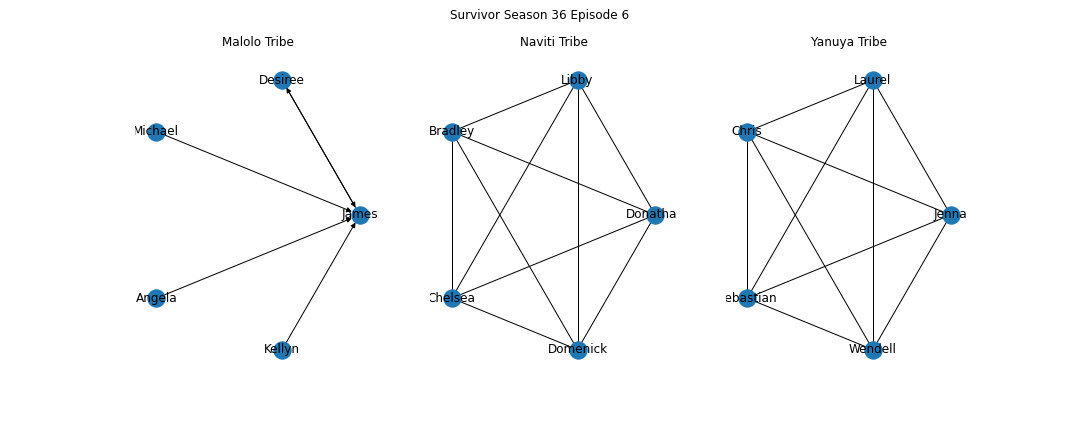 Survivor Season 36 Episode 6
Malolo Tribe
Desiree
Michael
James
Angela
Kellyn
Naviti Tribe
Libby
Bradley
Donatha
Chelsea
Domenick
Yanuya Tribe
Laurel
Chris
Jenna
ebastian
Wendell